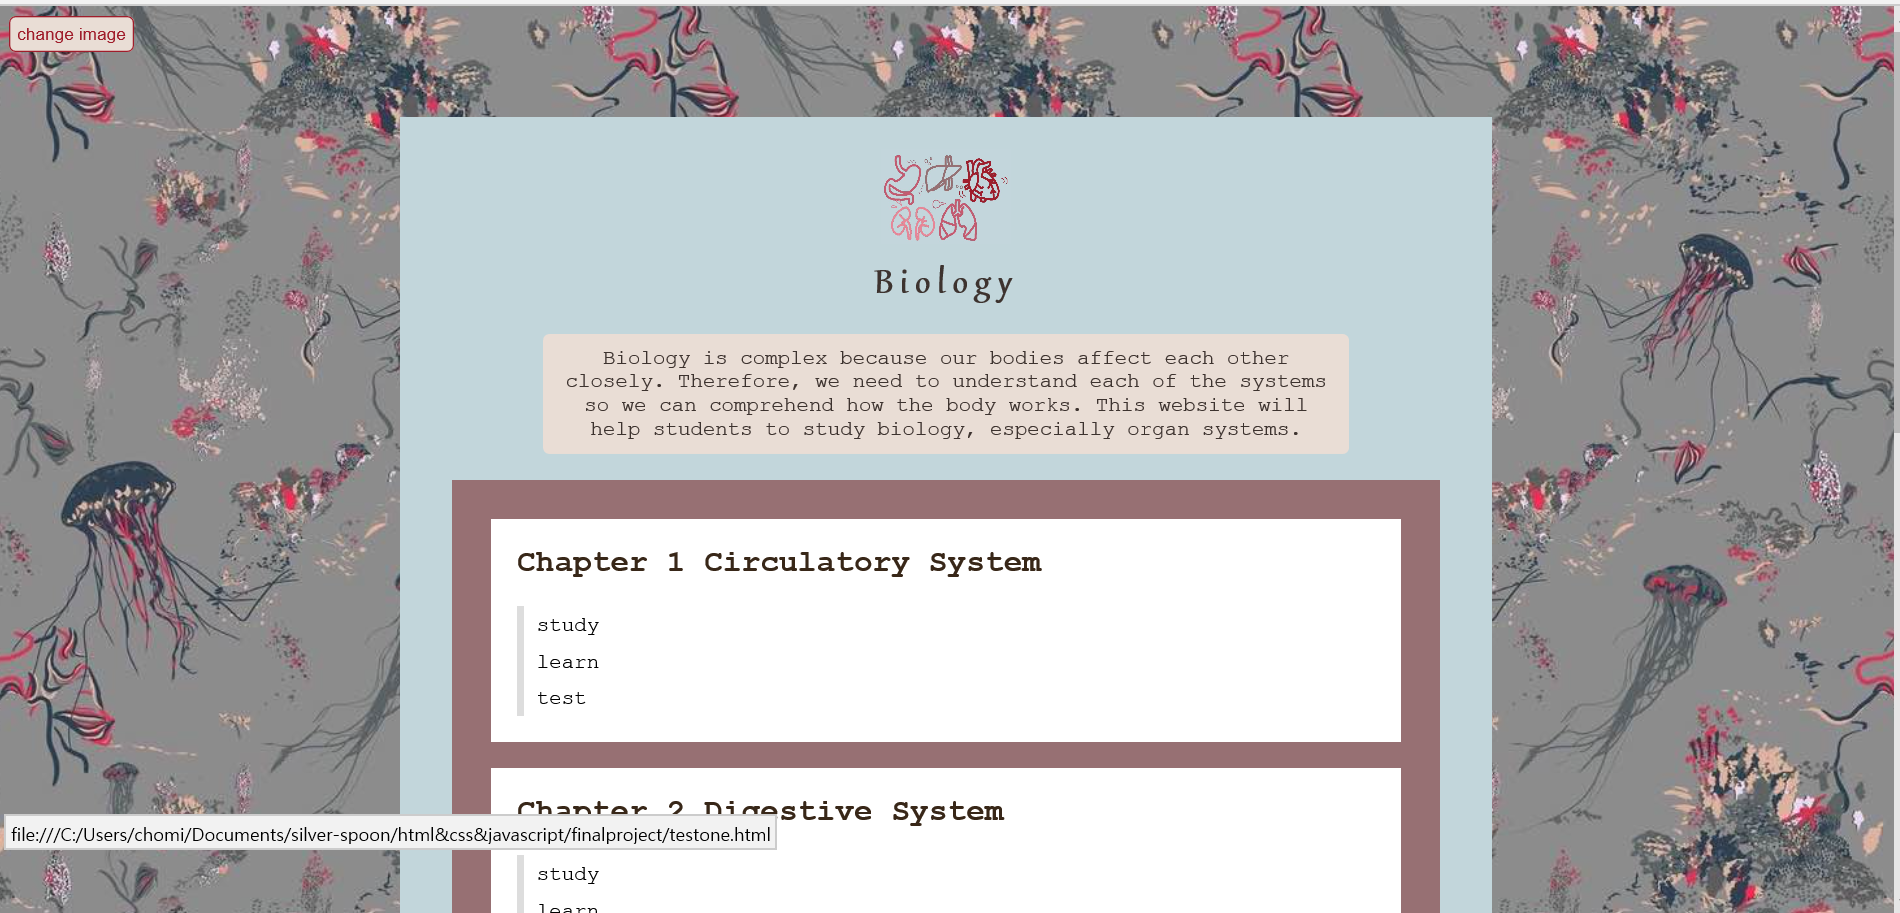 change image
Biology
Biology is complex because our bodies affect each other
closely. Therefore, we need to understand each of the systems
so we can comprehend how the body works. This website will
help students to study biology, especially organ systems.
Chapter 1 Circulatory System
study
learn
test
Chapter 2 Digestive System
file:///C:/Users/chomi/Documents/silver-spoon/html&css&javascript/finalproject/testone.html
study
learn